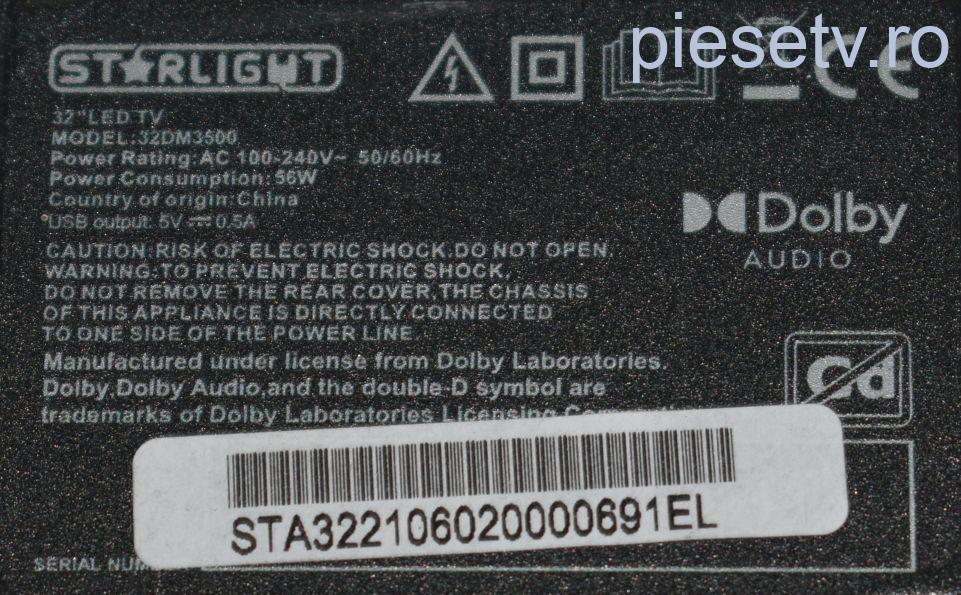 piesetv.ro
STARLIGHT
32"LED TV
MODEL:32DM3500
Power Rating:AC 100-240V~ 50/60Hz
Power Consumption:56W
Country of origin:China
USB output: 5V⎓0.5A
Dolby
AUDIO
CAUTION:RISK OF ELECTRIC SHOCK.DO NOT OPEN.
WARNING:TO PREVENT ELECTRIC SHOCK,
DO NOT REMOVE THE REAR COVER,THE CHASSIS
OF THIS APPLIANCE IS DIRECTLY CONNECTED
TO ONE SIDE OF THE POWER LINE.
Manufactured under license from Dolby Laboratories.
Dolby,Dolby Audio,and the double-D symbol are
trademarks of Dolby Laboratories Licensing
Cd
STA322106020000691EL
SERIAL